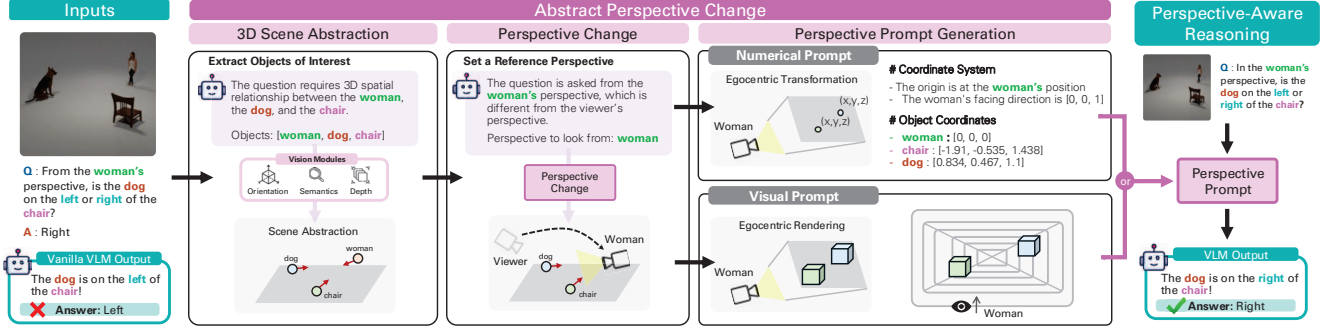 Inputs
Q : From the woman's
perspective, is the dog
on the left or right of the
chair?
A : Right
Vanilla VLM Output
The dog is on the left of
the chair!
Answer: Left
Abstract Perspective Change
3D Scene Abstraction
Extract Objects of Interest
The question requires 3D spatial
relationship between the woman,
the dog, and the chair.
Objects: [woman, dog, chair]
Vision Modules
Orientation
Semantics
Depth
Scene Abstraction
dog
woman
chair
Perspective Change
Set a Reference Perspective
The question is asked from the
woman's perspective, which is
different from the viewer's
perspective.
Perspective to look from: woman
Perspective
Change
Viewer
Woman
dog
chair
Perspective Prompt Generation
Numerical Prompt
Egocentric Transformation
Woman
(x,y,z)
(x,y,z)
# Coordinate System
- The origin is at the woman's position
- The woman's facing direction is [0, 0, 1]
# Object Coordinates
- woman : [0, 0, 0]
- chair : [-1.91, -0.535, 1.438]
- dog : [0.834, 0.467, 1.1]
Visual Prompt
Egocentric Rendering
Woman
Woman
or
Perspective-Aware
Reasoning
Q : In the woman's
perspective, is the
dog on the left or
right of the chair?
Perspective
Prompt
VLM Output
The dog is on the right of
the chair!
Answer: Right